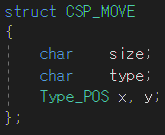 struct CSP_MOVE
{
    char    size;
    char    type;
    Type_POS x, y;
};